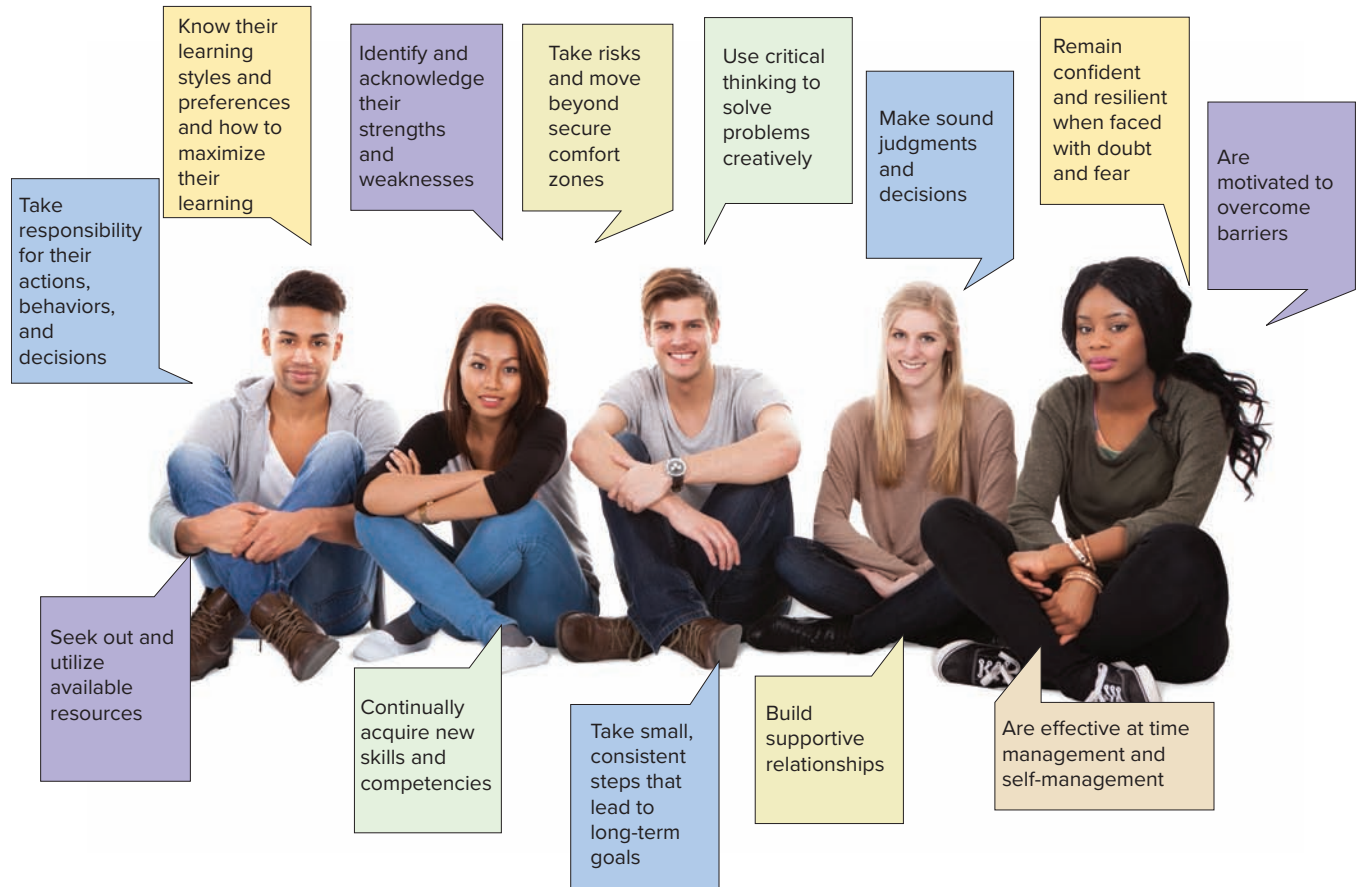 Take
responsibility
for their
actions,
behaviors,
and
decisions
Know their
learning
styles and
preferences
and how to
maximize
their
learning
Identify and
acknowledge
their
strengths
and
weaknesses
Take risks
and move
beyond
secure
comfort
zones
Use critical
thinking to
solve
problems
creatively
Make sound
judgments
and
decisions
Remain
confident
and resilient
when faced
with doubt
and fear
Are
motivated to
overcome
barriers
Seek out and
utilize
available
resources
Continually
acquire new
skills and
competencies
Take small,
consistent
steps that
lead to
long-term
goals
Build
supportive
relationships
Are effective at time
management and
self-management